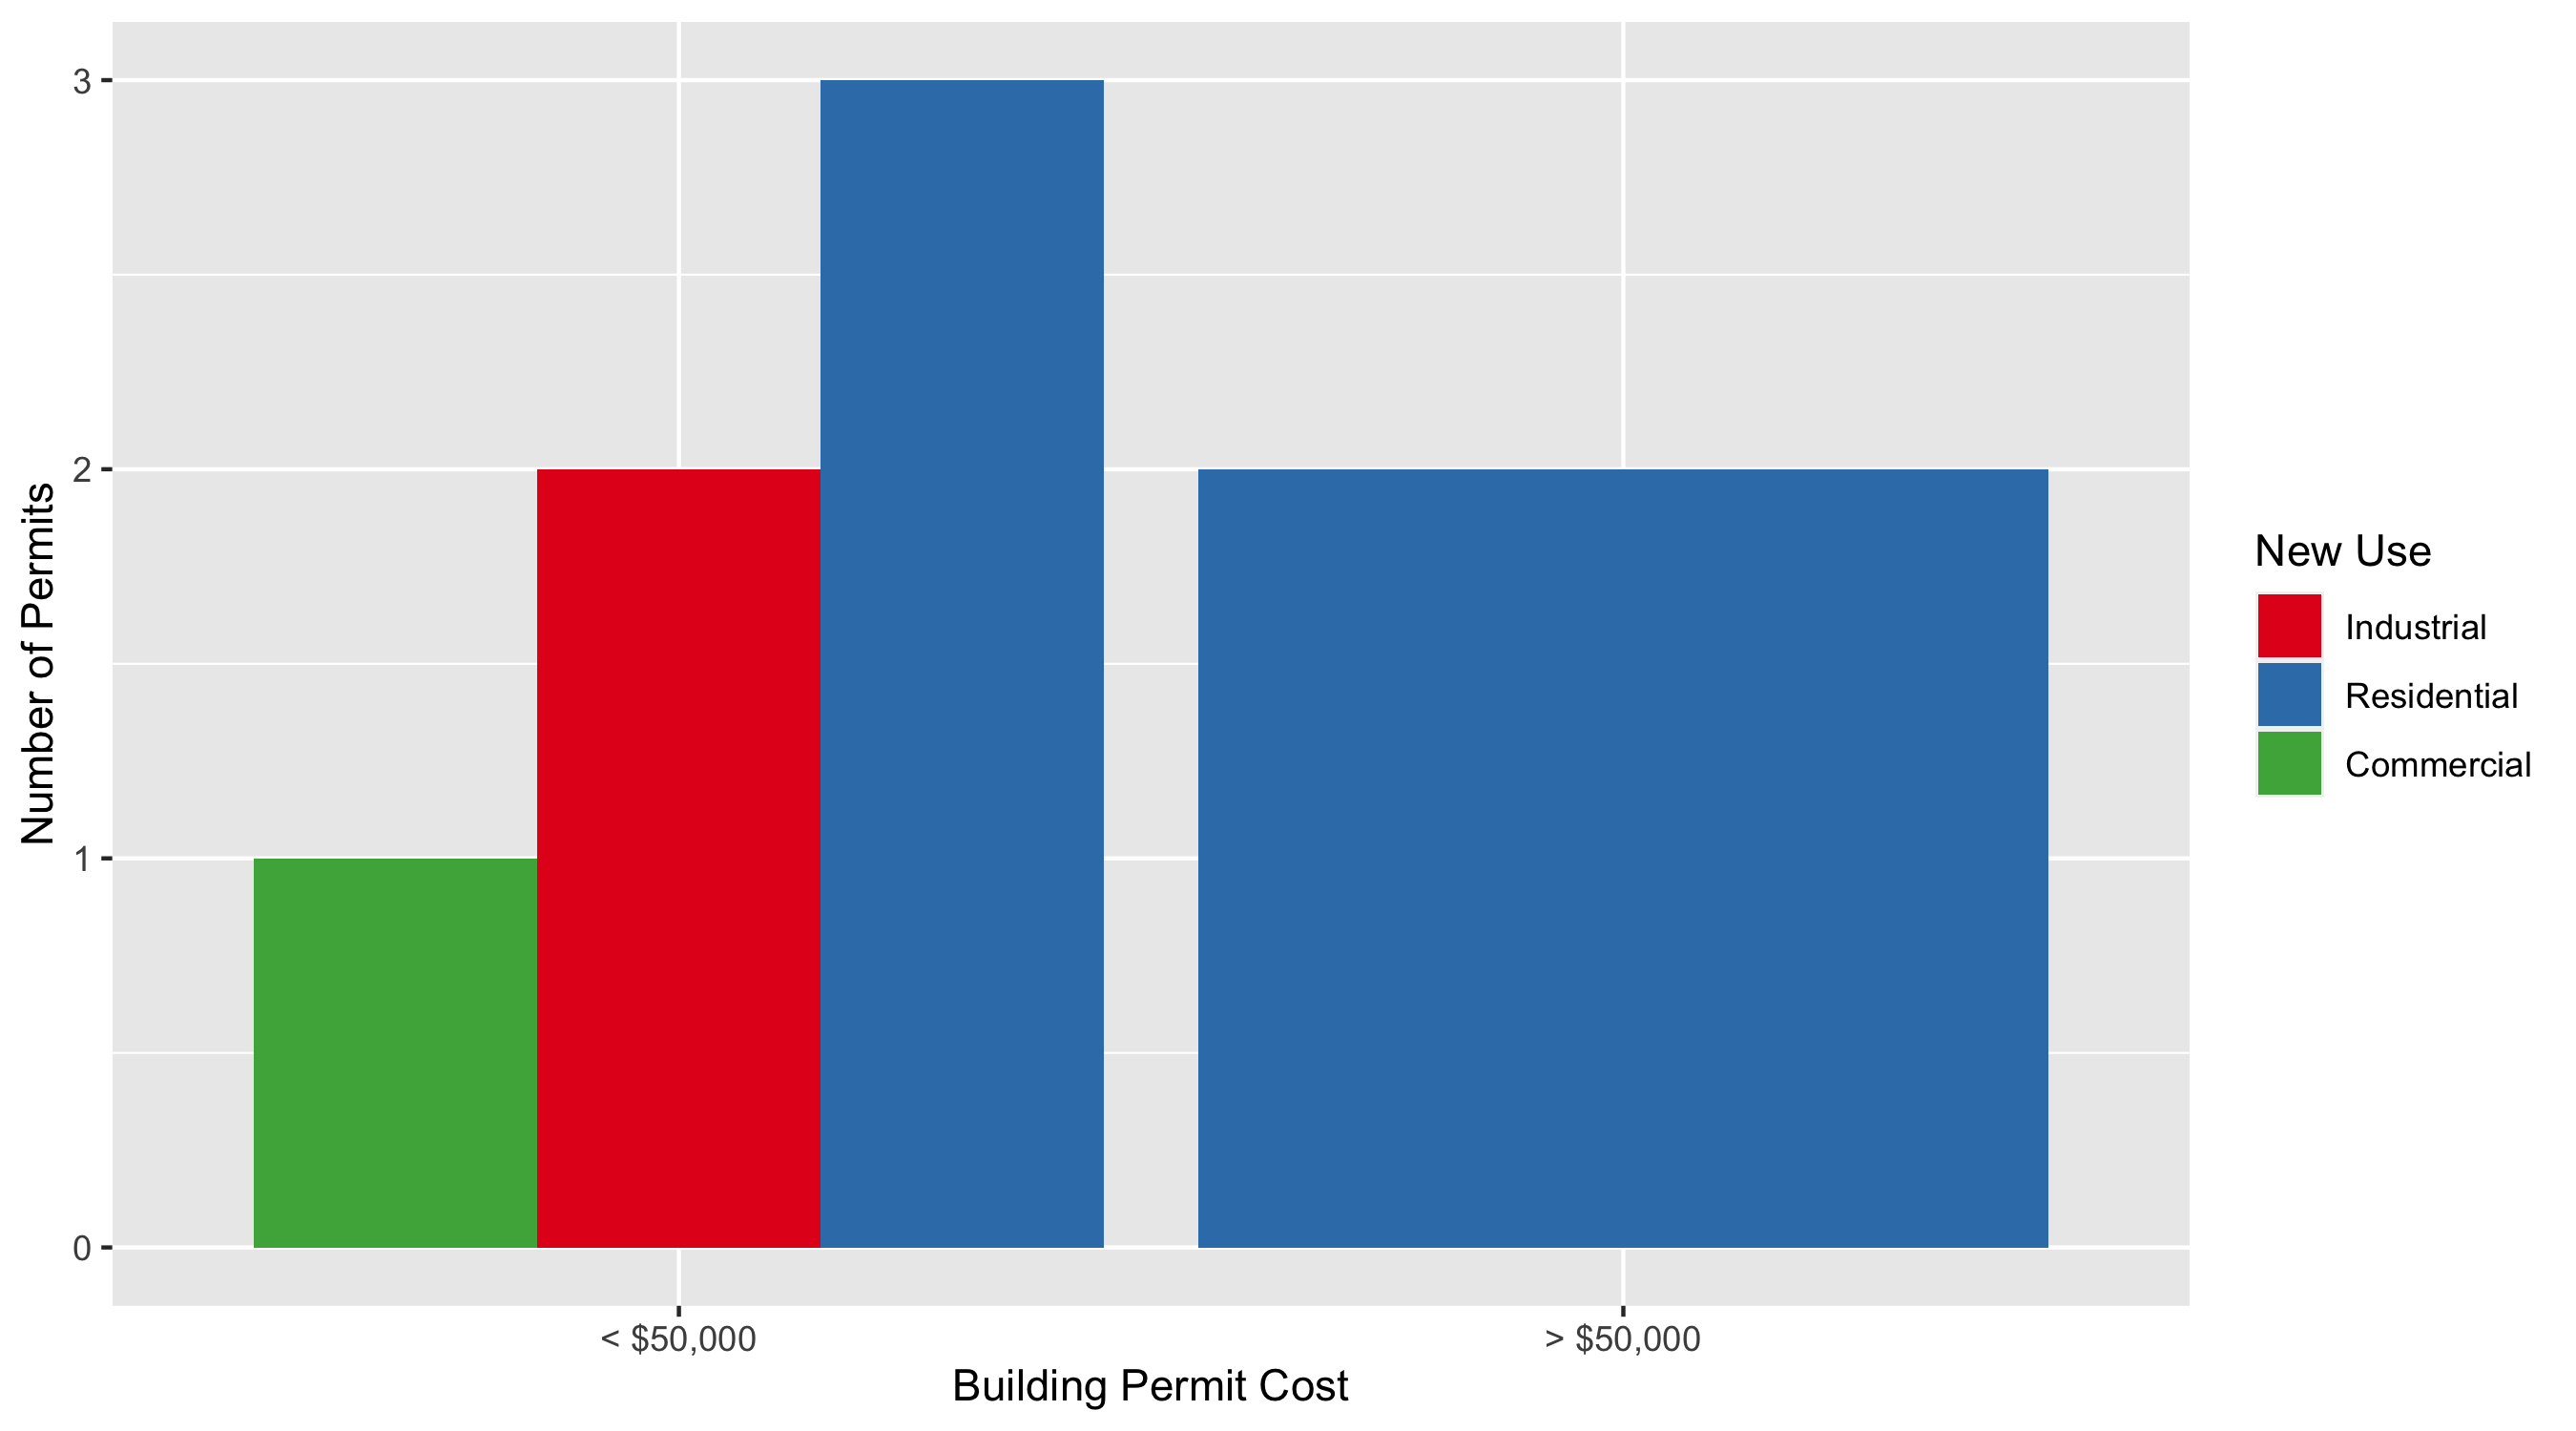 Number of Permits
3
2
1
0
< $50,000
> $50,000
Building Permit Cost
New Use
Industrial
Residential
Commercial